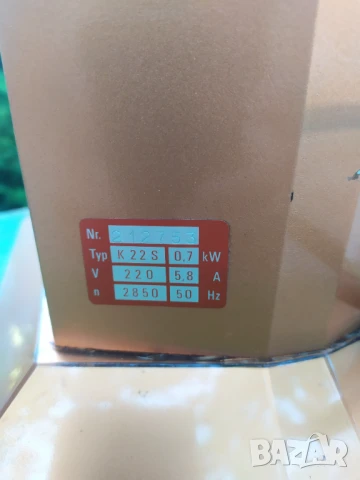 Nr.
Typ K 22 S 0,7 kW
V 220 5,8 A
n 2850 50 Hz
BAZAR